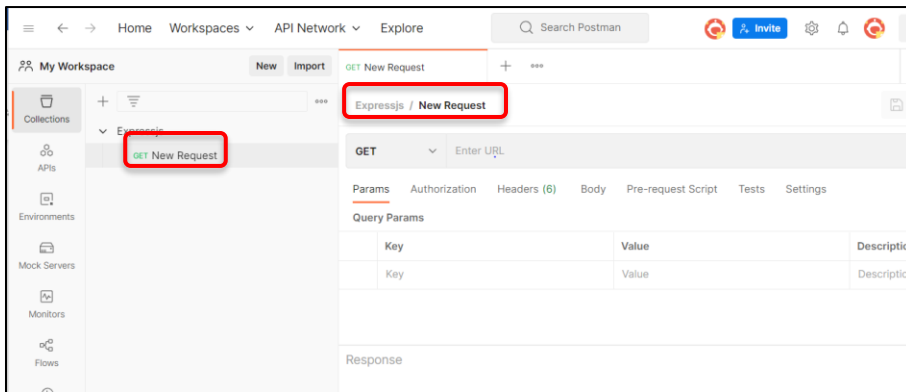 Home Workspaces API Network Explore Search Postman Invite
My Workspace New Import GET New Request
Collections
Expressjs / New Request
Expressjs
GET New Request
APIs
Environments
Mock Servers
Monitors
Flows
GET Enter URL
Params Authorization Headers (6) Body Pre-request Script Tests Settings
Query Params
Key Value Descriptic
Key Value Descriptic
Response